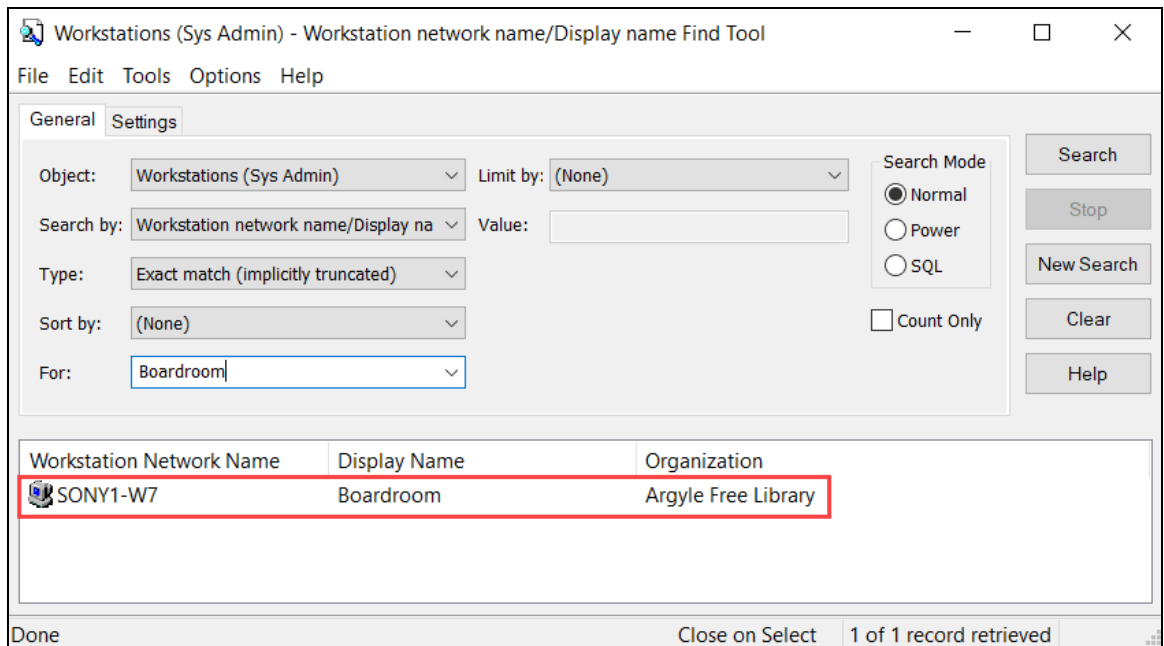 Workstations (Sys Admin) - Workstation network name/Display name Find Tool
File Edit Tools Options Help
General Settings
Object: Workstations (Sys Admin) Limit by: (None)
Search by: Workstation network name/Display na Value:
Type: Exact match (implicitly truncated)
Sort by: (None)
For: Boardroom
Search Mode
Normal
Power
SQL
Count Only
Search
Stop
New Search
Clear
Help
Workstation Network Name Display Name Organization
SONY1-W7 Boardroom Argyle Free Library
Done Close on Select 1 of 1 record retrieved